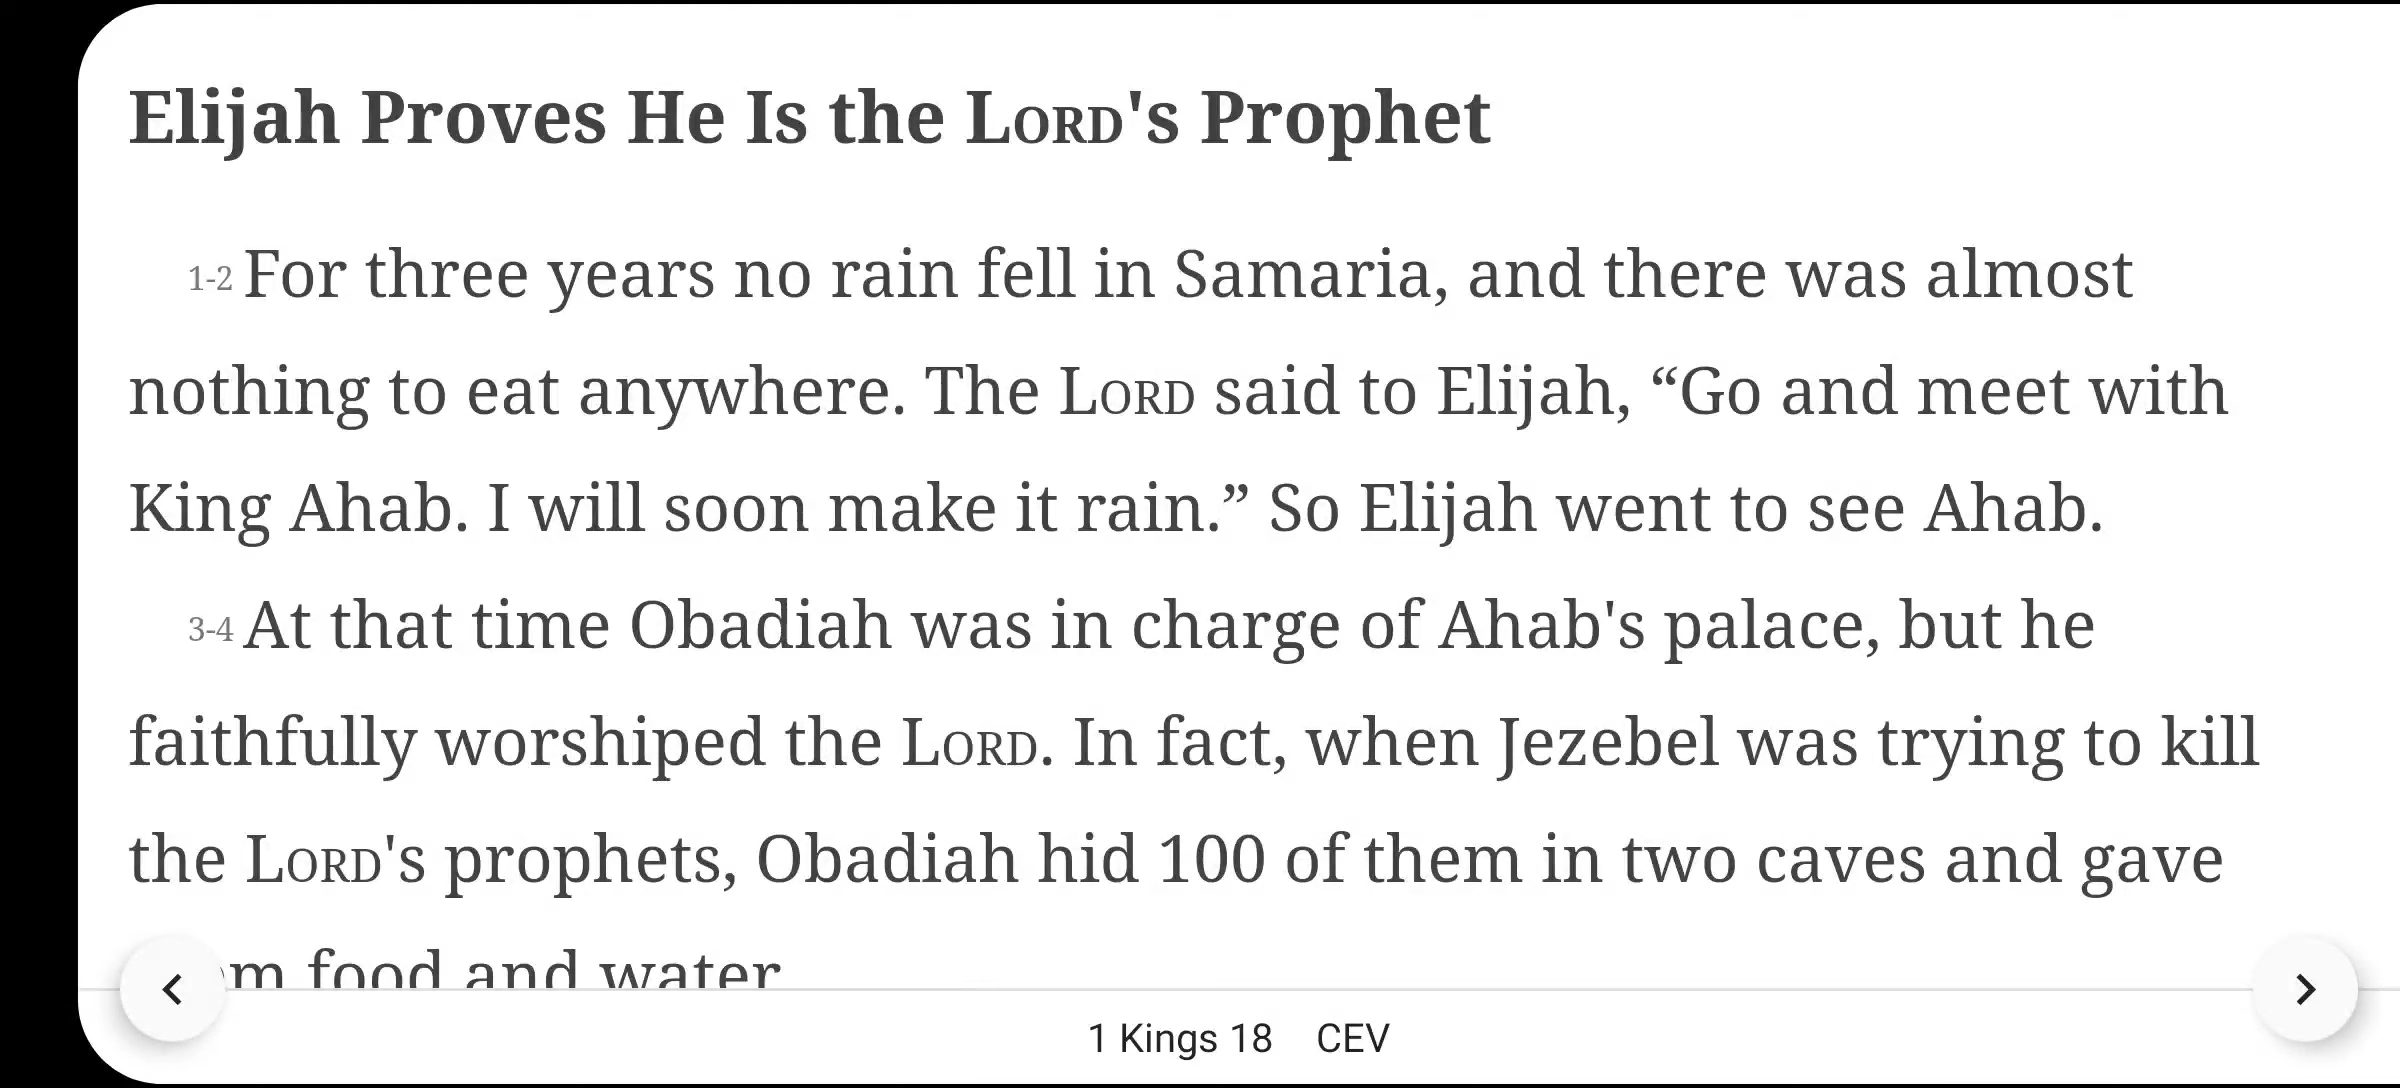 Elijah Proves He Is the LORD's Prophet
1-2 For three years no rain fell in Samaria, and there was almost
nothing to eat anywhere. The LORD said to Elijah, “Go and meet with
King Ahab. I will soon make it rain.” So Elijah went to see Ahab.
3-4 At that time Obadiah was in charge of Ahab's palace, but he
faithfully worshiped the LORD. In fact, when Jezebel was trying to kill
the LORD's prophets, Obadiah hid 100 of them in two caves and gave
food and water
1 Kings 18 CEV